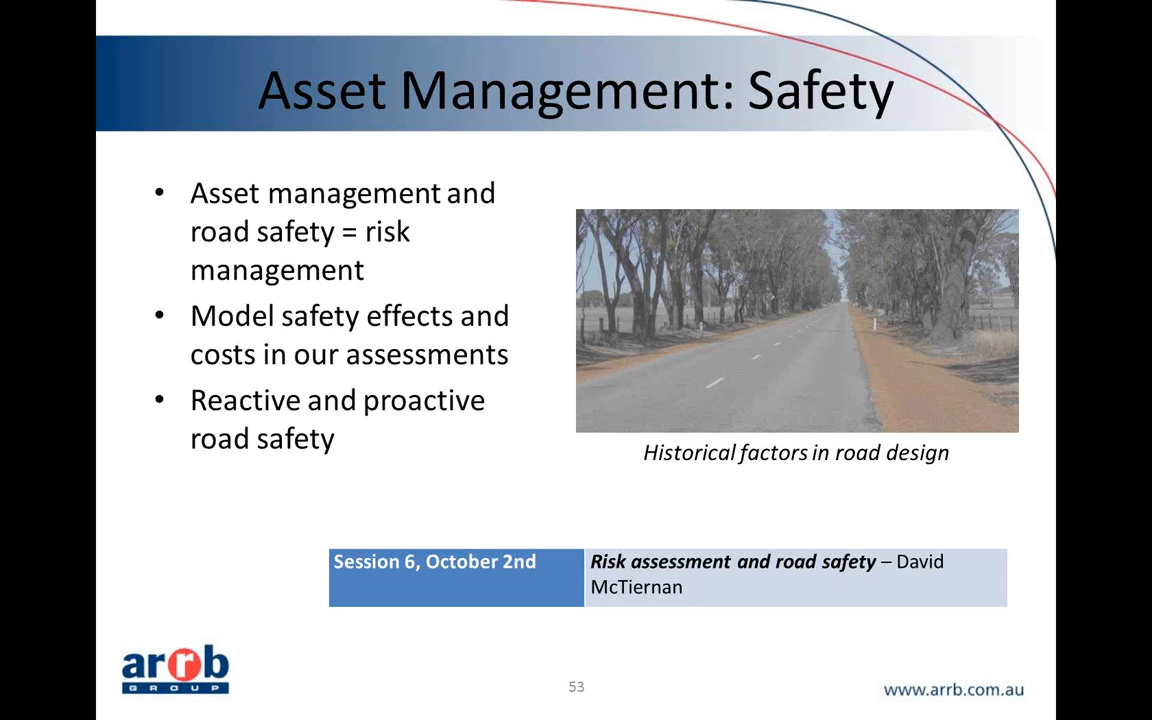 Asset Management: Safety
• Asset management and
road safety = risk
management
• Model safety effects and
costs in our assessments
• Reactive and proactive
road safety
Historical factors in road design
Session 6, October 2nd
Risk assessment and road safety – David
McTiernan
arrb
GROUP
53
www.arrb.com.au